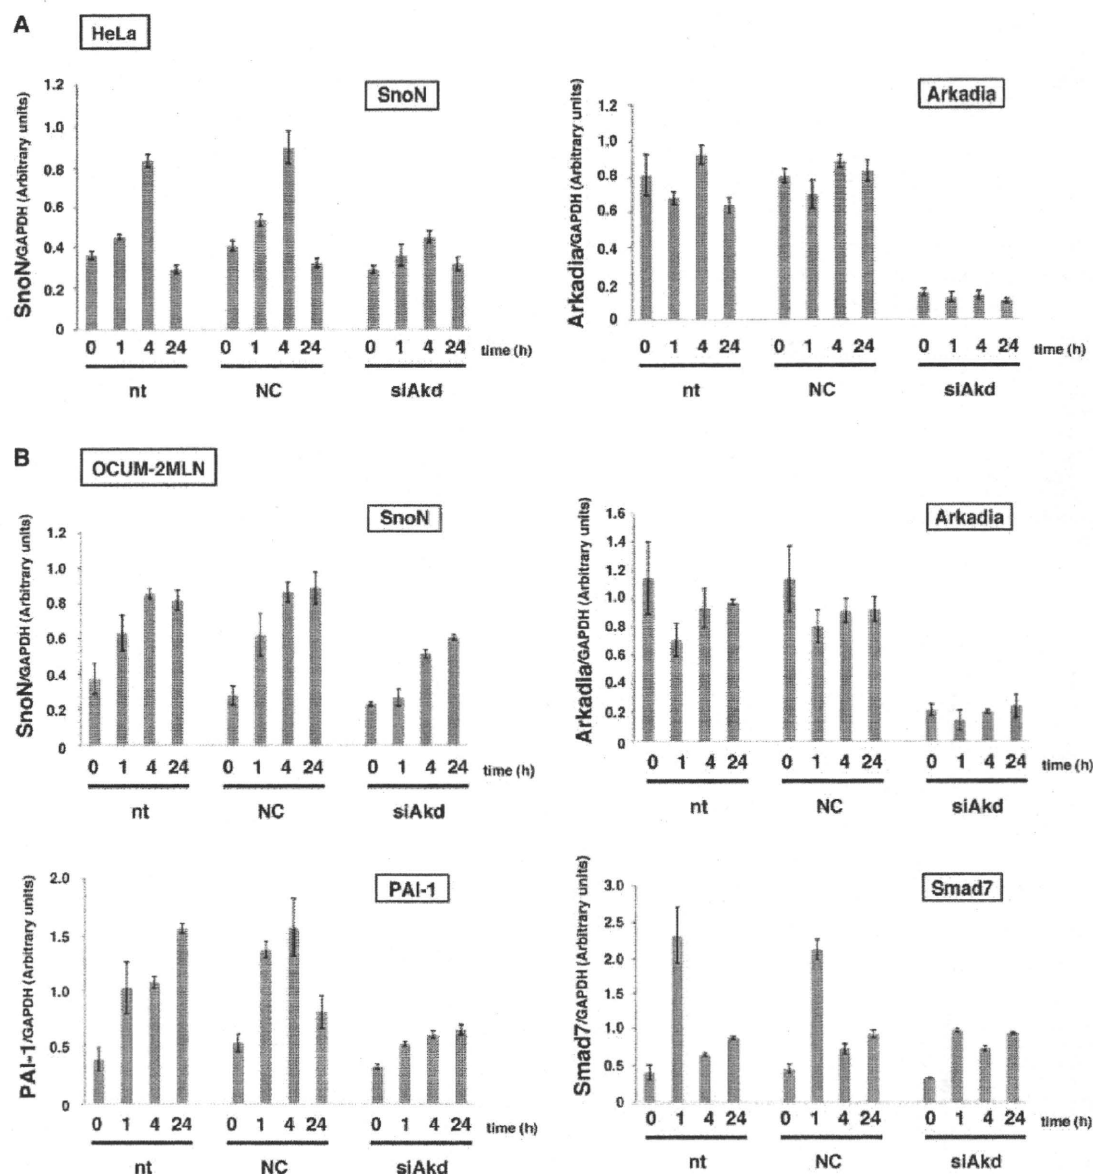 A
HeLa
SnoN
SnoN/GAPDH (Arbitrary units)
1.2
1.0
0.8
0.6
0.4
0.2
0
0 1 4 24 0 1 4 24 0 1 4 24 time (h)
nt NC siAkd
Arkadia
Arkadia/GAPDH (Arbitrary units)
1.2
1.0
0.8
0.6
0.4
0.2
0
0 1 4 24 0 1 4 24 0 1 4 24 time (h)
nt NC siAkd
B
OCUM-2MLN
SnoN
SnoN/GAPDH (Arbitrary units)
1.2
1.0
0.8
0.6
0.4
0.2
0
0 1 4 24 0 1 4 24 0 1 4 24 time (h)
nt NC siAkd
Arkadia
Arkadia/GAPDH (Arbitrary units)
1.6
1.4
1.2
1.0
0.8
0.6
0.4
0.2
0
0 1 4 24 0 1 4 24 0 1 4 24 time (h)
nt NC siAkd
PAI-1
PAI-1/GAPDH (Arbitrary units)
2.0
1.5
1.0
0.5
0
0 1 4 24 0 1 4 24 0 1 4 24 time (h)
nt NC siAkd
Smad7
Smad7/GAPDH (Arbitrary units)
3.0
2.5
2.0
1.0
0.5
0
0 1 4 24 0 1 4 24 0 1 4 24 time (h)
nt NC siAkd